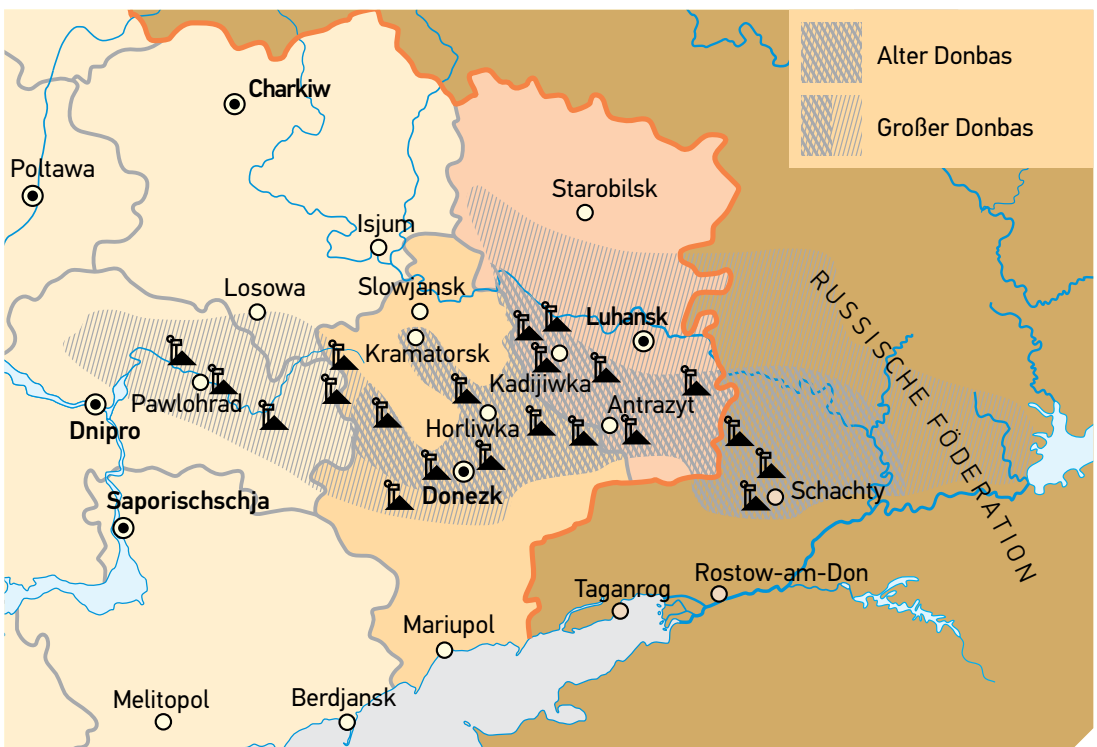 Alter Donbas
Großer Donbas
Charkiw
Poltawa
Starobilsk
Isjum
Losowa
Slowjansk
Luhansk
Kramatorsk
Kadijiwka
Pawlohrad
Antrazyt
Horliwka
Dnipro
Donezk
Saporischschja
Schachty
RUSSISCHE FÖDERATION
Rostow-am-Don
Taganrog
Mariupol
Melitopol
Berdjansk